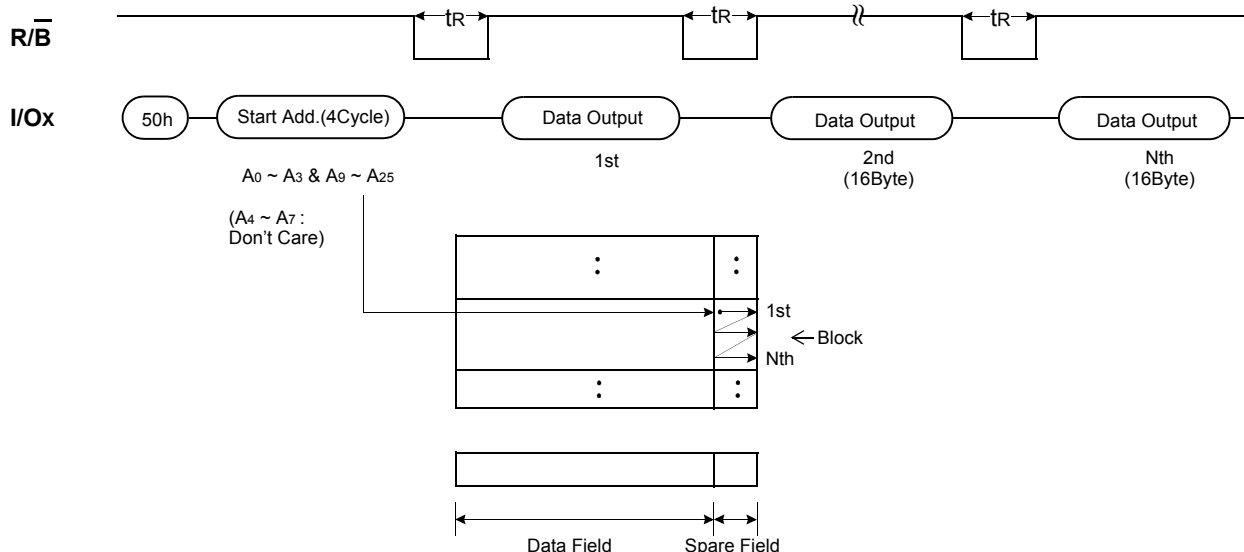 tR tR tR
R/B̅
I/Ox
50h Start Add.(4Cycle) Data Output Data Output Data Output
1st 2nd Nth
(16Byte) (16Byte)
A0 ~ A3 & A9 ~ A25
(A4 ~ A7 :
Don't Care)
1st
Block
Nth
Data Field Spare Field